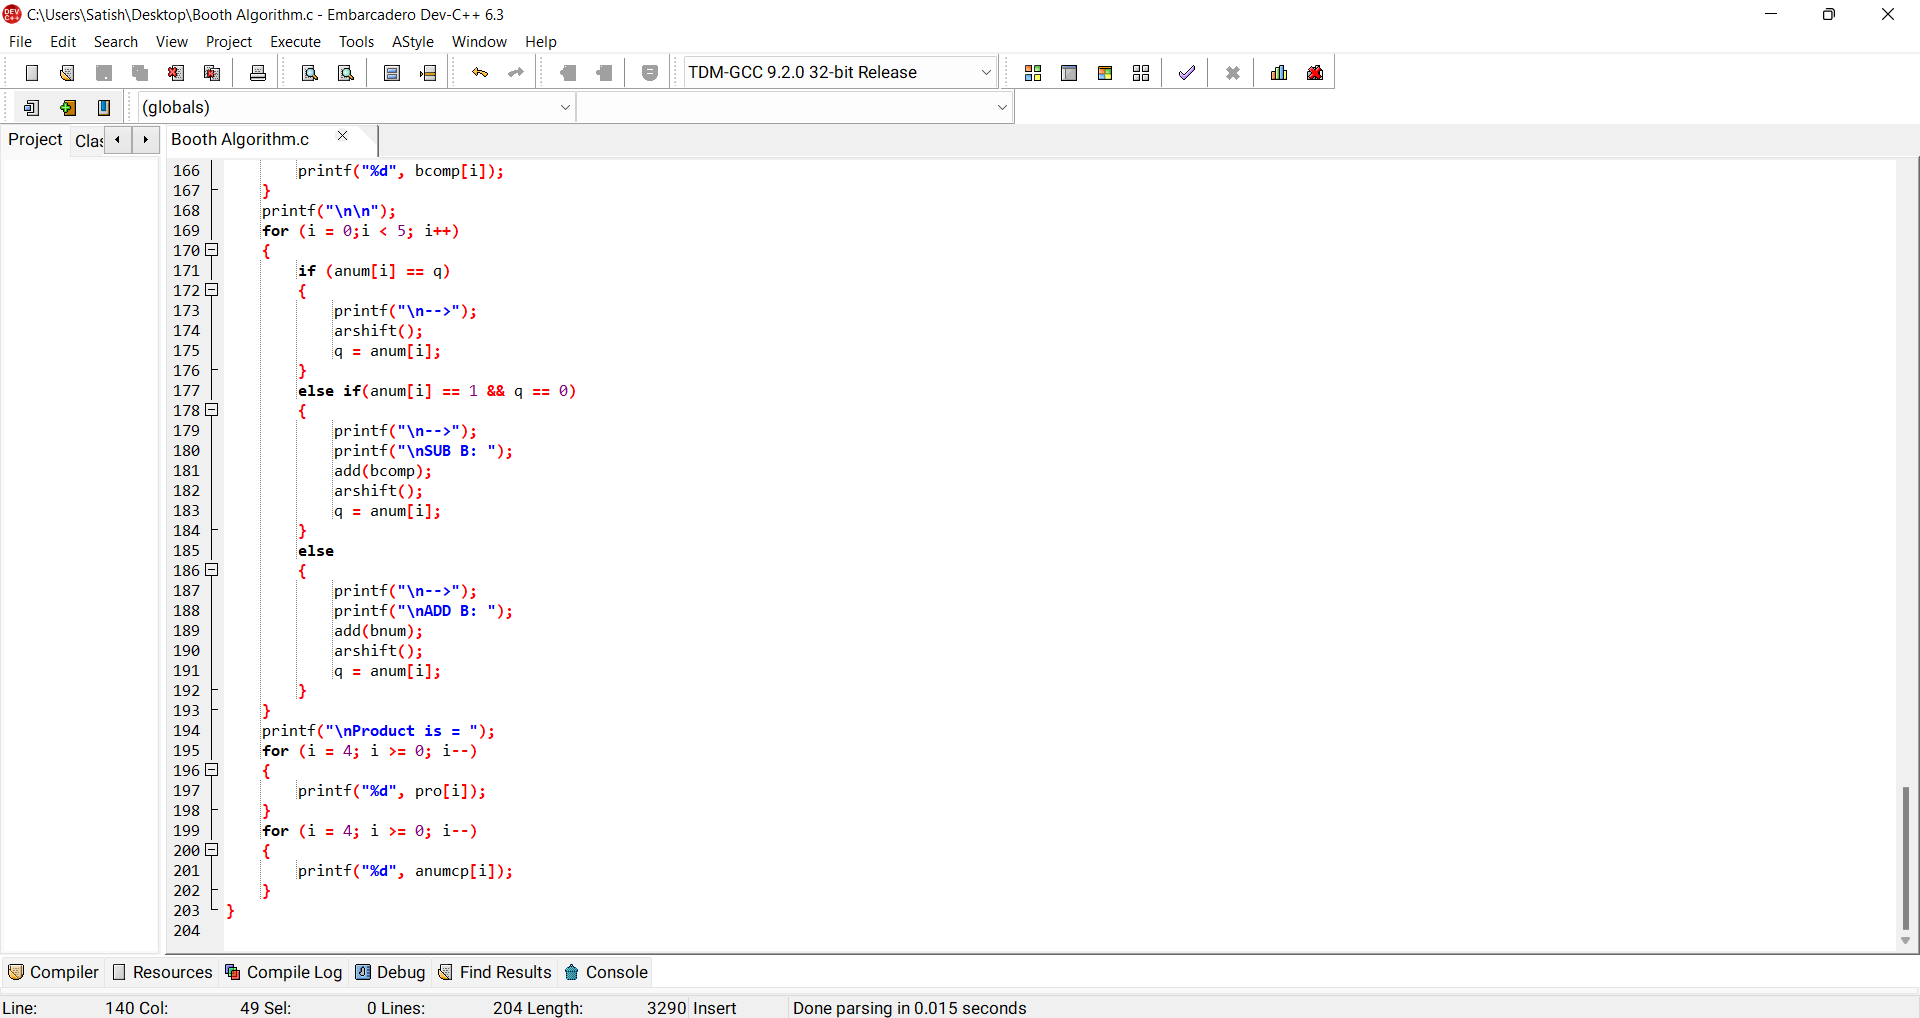 C:\Users\Satish\Desktop\Booth Algorithm.c - Embarcadero Dev-C++ 6.3
File Edit Search View Project Execute Tools AStyle Window Help
TDM-GCC 9.2.0 32-bit Release
(globals)
Project Clas Booth Algorithm.c
166 printf("%d", bcomp[i]);
167 }
168 printf("\n\n");
169 for (i = 0;i < 5; i++)
170 {
171 if (anum[i] == q)
172 {
173 printf("\n-->");
174 arshift();
175 q = anum[i];
176 }
177 else if(anum[i] == 1 && q == 0)
178 {
179 printf("\n-->");
180 printf("\nSUB B: ");
181 add(bcomp);
182 arshift();
183 q = anum[i];
184 }
185 else
186 {
187 printf("\n-->");
188 printf("\nADD B: ");
189 add(bnum);
190 arshift();
191 q = anum[i];
192 }
193 }
194 printf("\nProduct is = ");
195 for (i = 4; i >= 0; i--)
196 {
197 printf("%d", pro[i]);
198 }
199 for (i = 4; i >= 0; i--)
200 {
201 printf("%d", anumcp[i]);
202 }
203 }
204
Compiler Resources Compile Log Debug Find Results Console
Line: 140 Col: 49 Sel: 0 Lines: 204 Length: 3290 Insert Done parsing in 0.015 seconds